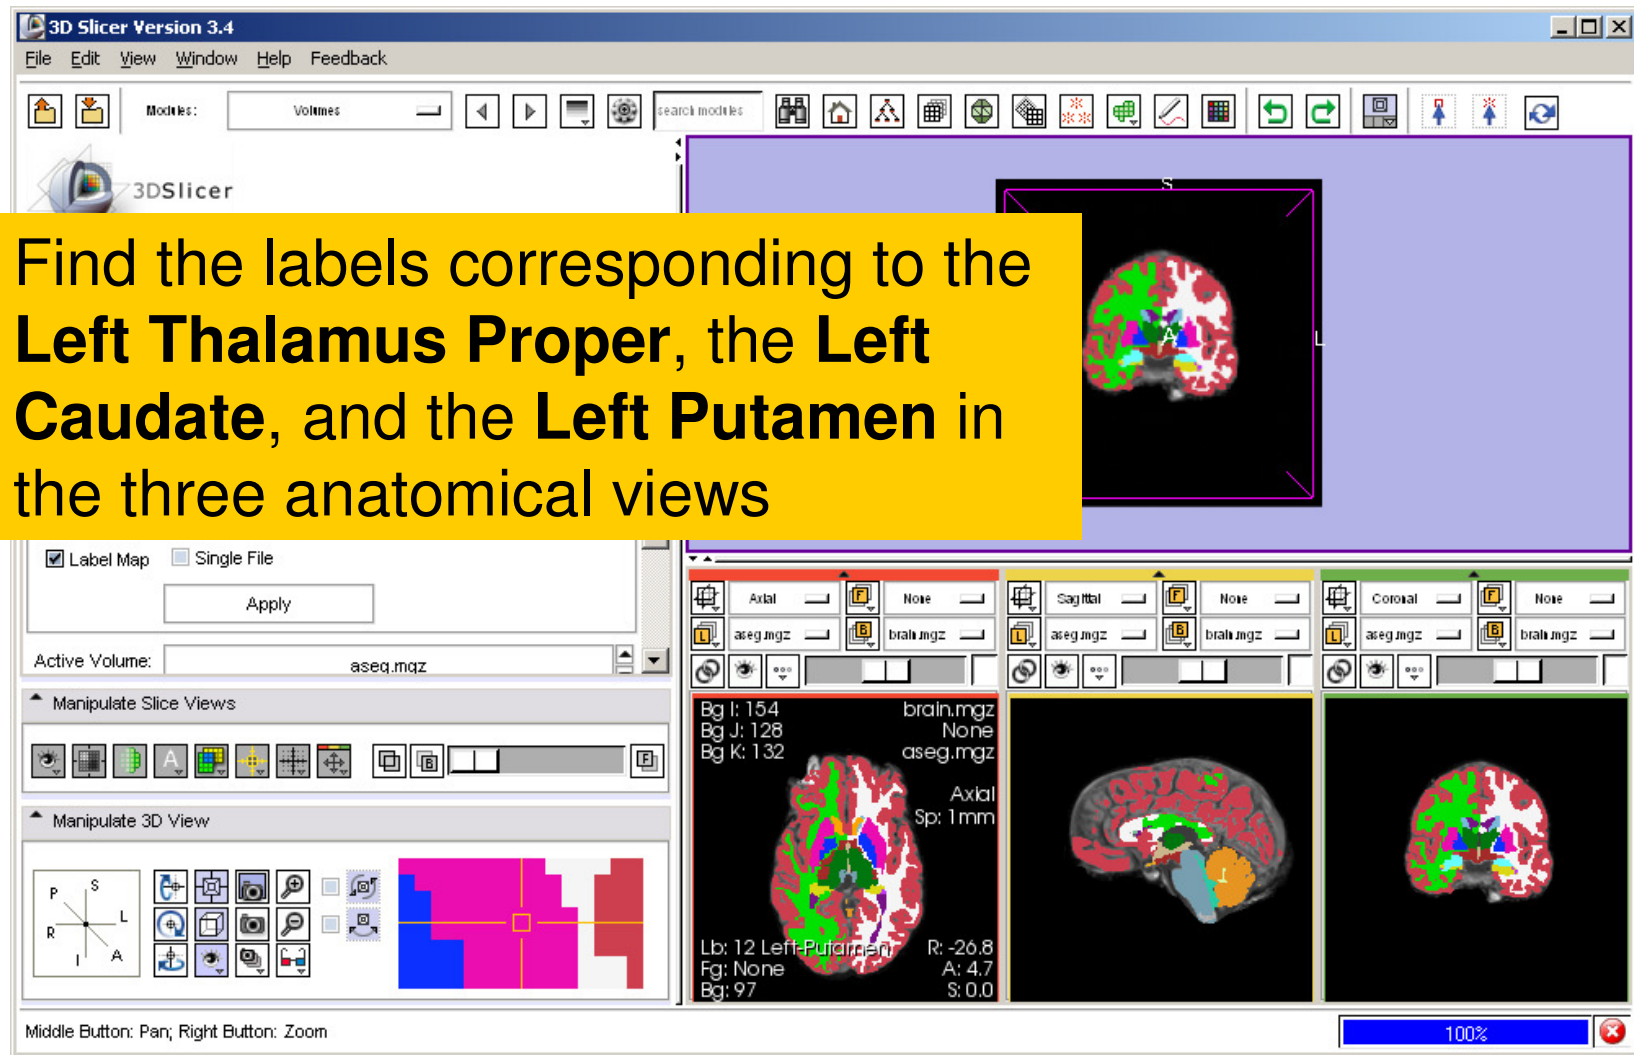 3D Slicer Version 3.4
File Edit View Window Help Feedback
Modules: Volumes search modules
3DSlicer
S
Find the labels corresponding to the
Left Thalamus Proper, the Left
Caudate, and the Left Putamen in
the three anatomical views
A
L
Label Map Single File
Apply
Active Volume: aseg.mgz
Axial F None
L aseg.mgz B brain.mgz
Sagittal F None
L aseg.mgz B brain.mgz
Coronal F None
L aseg.mgz B brain.mgz
Manipulate Slice Views
A B F
Manipulate 3D View
P S
L
R
I A
Bg I: 154 brain.mgz
Bg J: 128 None
Bg K: 132 aseg.mgz
Axial
Sp: 1mm
Lb: 12 Left-Putamen R: -26.8
Fg: None A: 4.7
Bg: 97 S: 0.0
Middle Button: Pan; Right Button: Zoom
100%